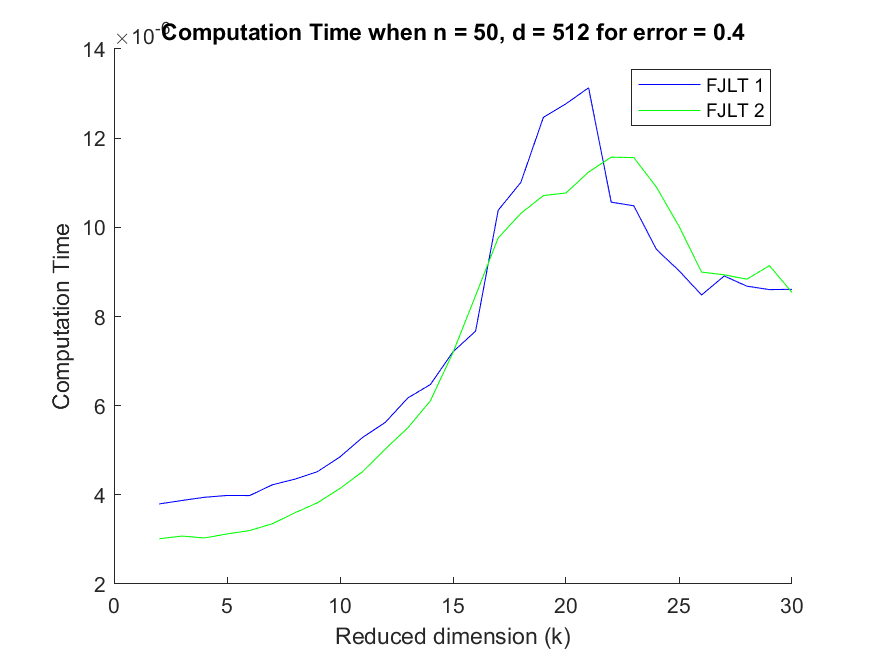 ×10
Computation Time when n = 50, d = 512 for error = 0.4
FJLT 1
FJLT 2
Computation Time
14
12
10
8
6
4
2
0 5 10 15 20 25 30
Reduced dimension (k)